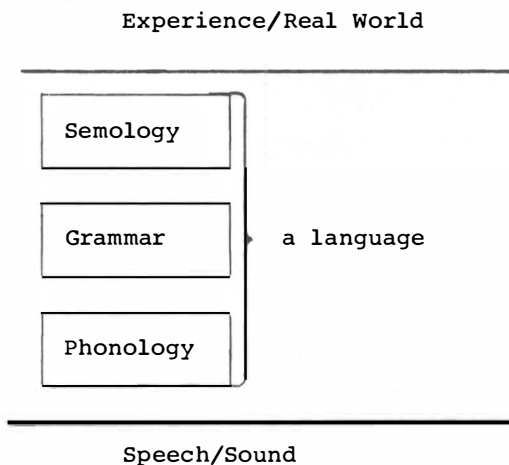 Experience/Real World
Semology
Grammar
a language
Phonology
Speech/Sound